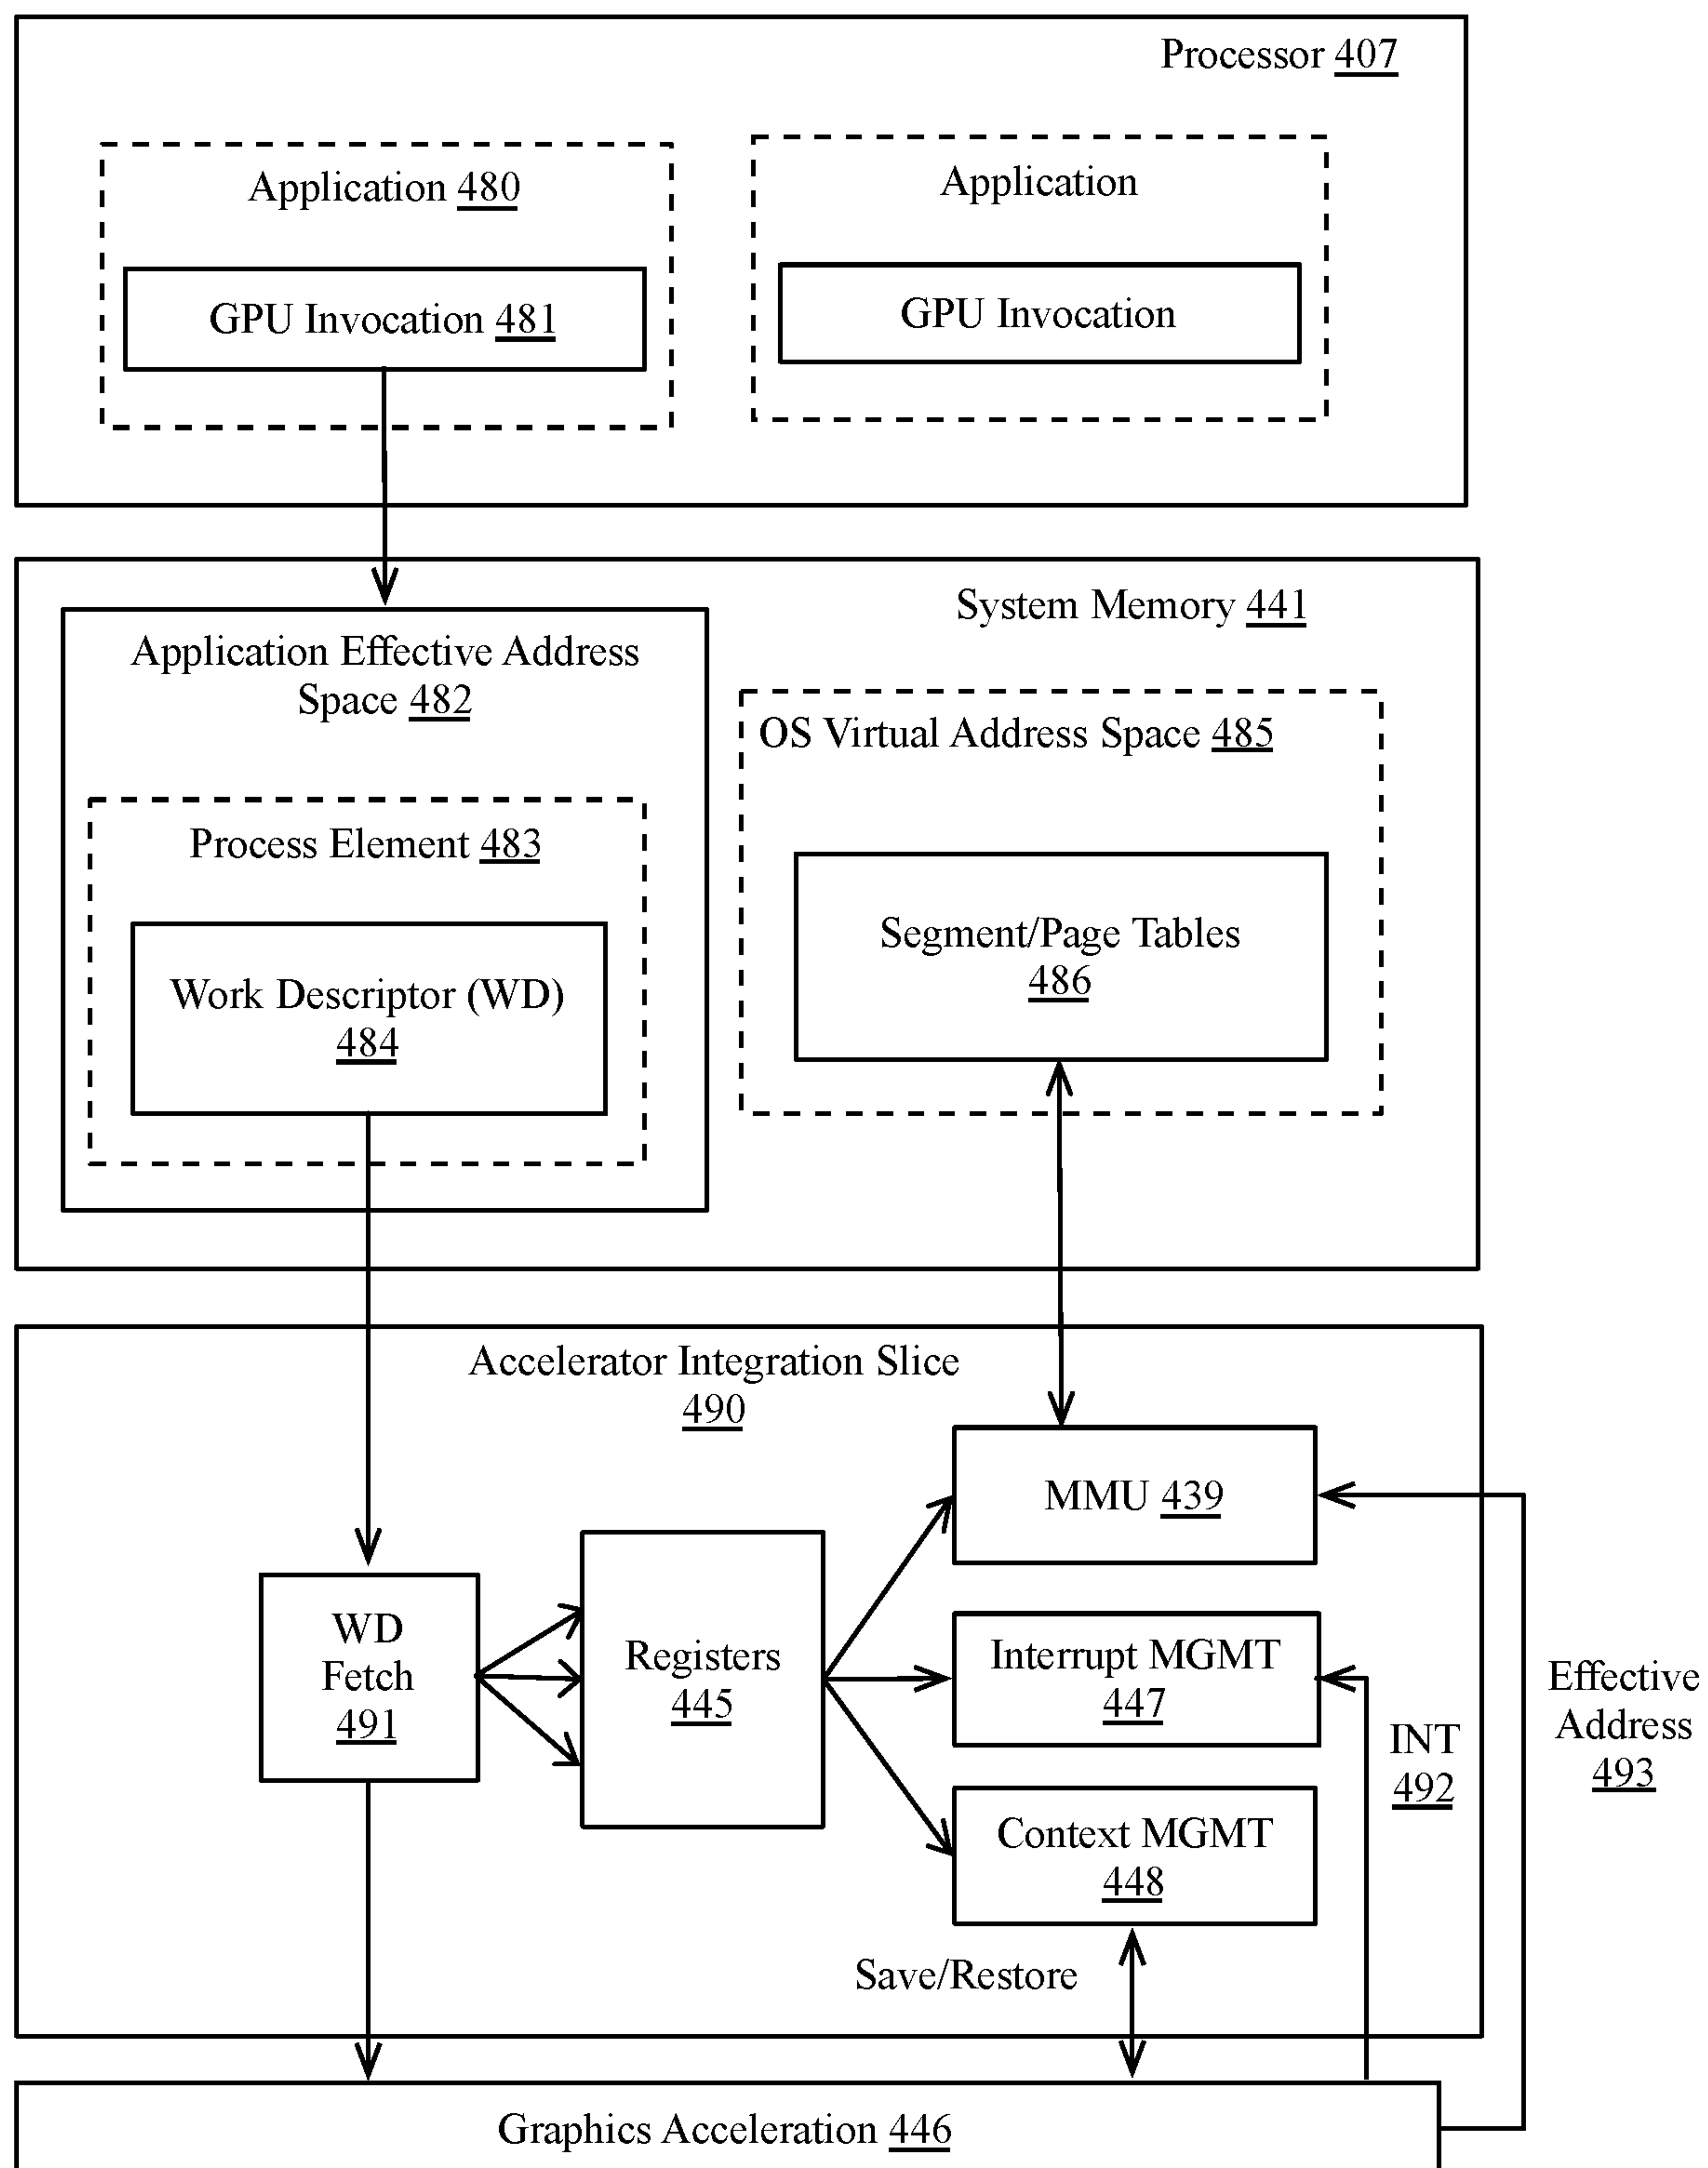 Processor 407
Application 480
Application
GPU Invocation 481
GPU Invocation
System Memory 441
Application Effective Address
Space 482
OS Virtual Address Space 485
Process Element 483
Segment/Page Tables
486
Work Descriptor (WD)
484
Accelerator Integration Slice
490
MMU 439
WD
Fetch
491
Registers
445
Interrupt MGMT
447
Effective
Address
493
INT
492
Context MGMT
448
Save/Restore
Graphics Acceleration 446